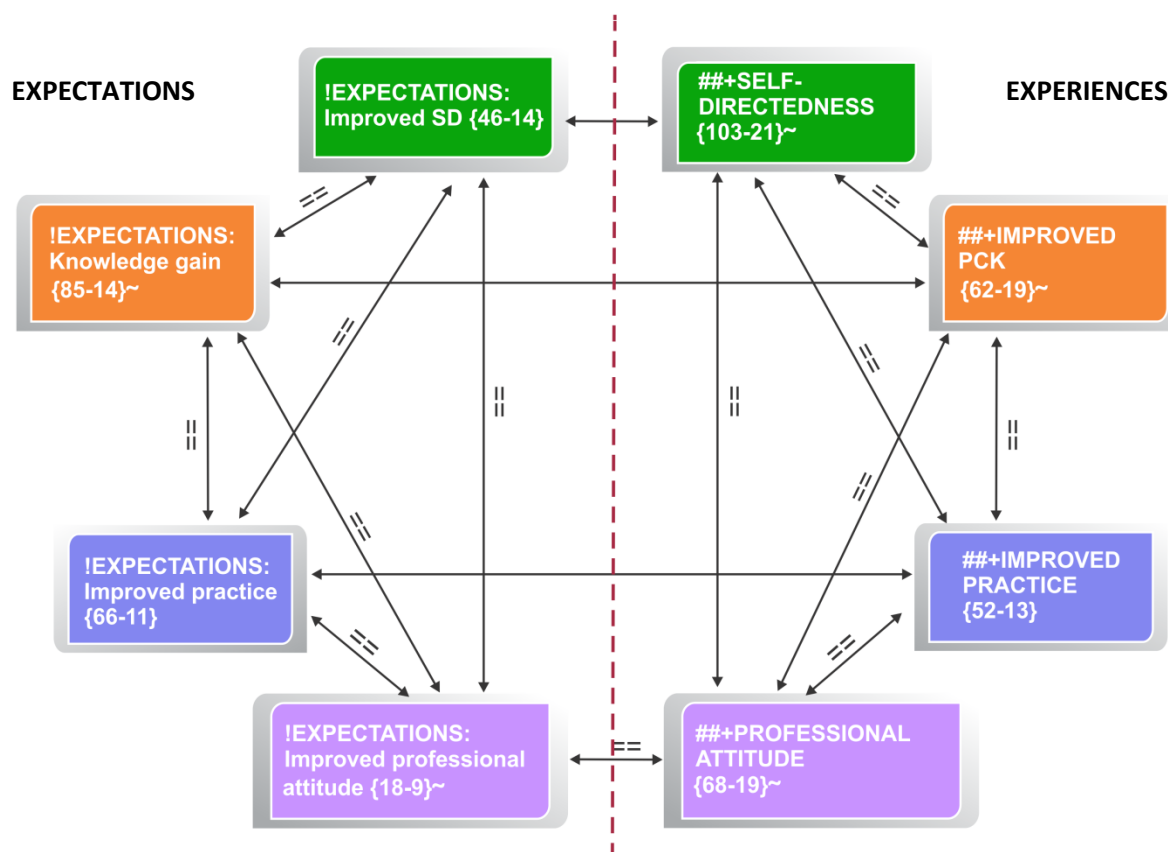 EXPECTATIONS
EXPERIENCES
!EXPECTATIONS:
Improved SD {46-14}
##+SELF-
DIRECTEDNESS
{103-21}~
==
==
!EXPECTATIONS:
Knowledge gain
{85-14}~
##+IMPROVED
PCK
{62-19}~
==
==
==
==
==
==
==
==
!EXPECTATIONS:
Improved practice
{66-11}
##+IMPROVED
PRACTICE
{52-13}
==
==
!EXPECTATIONS:
Improved professional
attitude {18-9}~
==
##+PROFESSIONAL
ATTITUDE
{68-19}~